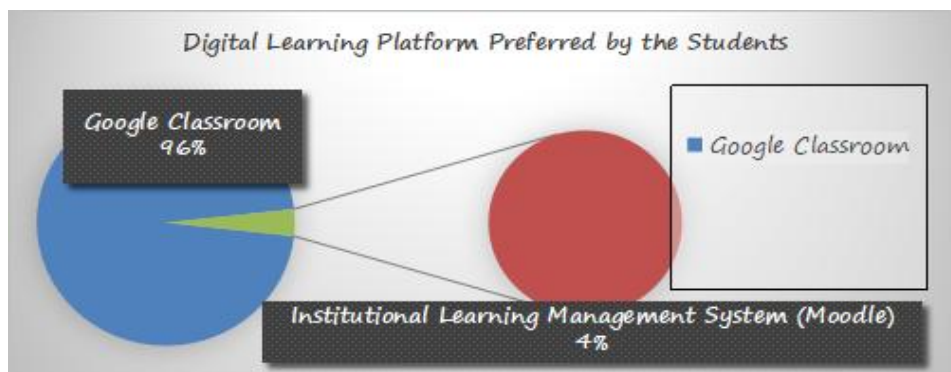 Digital Learning Platform Preferred by the Students
Google Classroom
96%
Google Classroom
Institutional Learning Management System (Moodle)
4%